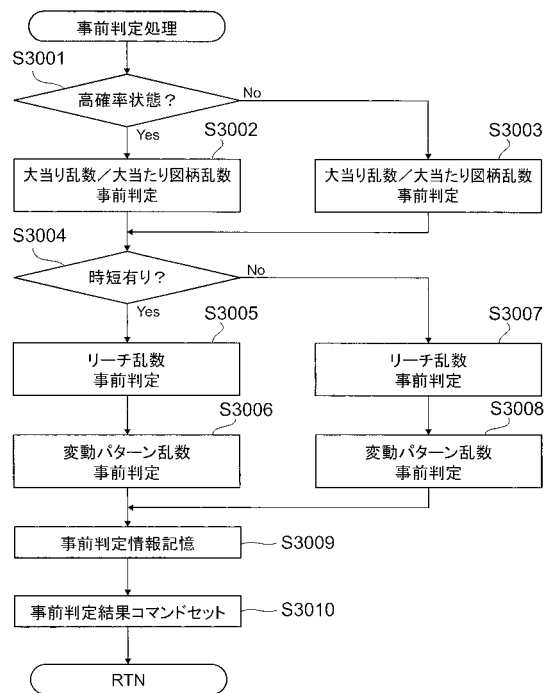 事前判定処理
S3001
高確率状態？
No
Yes
S3002
S3003
大当り乱数／大当たり図柄乱数
事前判定
大当り乱数／大当たり図柄乱数
事前判定
S3004
時短有り？
No
Yes
S3005
S3007
リーチ乱数
事前判定
リーチ乱数
事前判定
S3006
S3008
変動パターン乱数
事前判定
変動パターン乱数
事前判定
事前判定情報記憶
S3009
事前判定結果コマンドセット
S3010
RTN